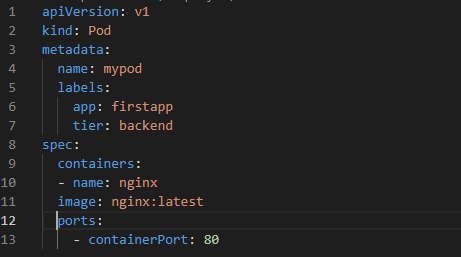 1 apiVersion: v1
2 kind: Pod
3 metadata:
4   name: mypod
5   labels:
6     app: firstapp
7     tier: backend
8 spec:
9   containers:
10   - name: nginx
11   image: nginx:latest
12   ports:
13     - containerPort: 80